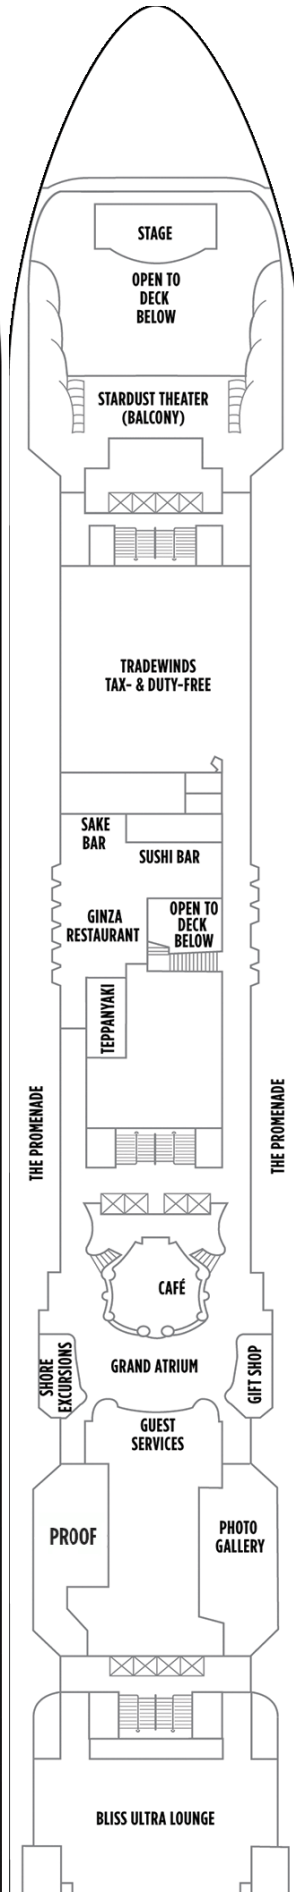 STAGE
OPEN TO
DECK
BELOW
STARDUST THEATER
(BALCONY)
TRADEWINDS
TAX- & DUTY-FREE
SAKE
BAR
SUSHI BAR
GINZA
RESTAURANT
OPEN TO
DECK
BELOW
TEPPANYAKI
THE PROMENADE
THE PROMENADE
CAFÉ
SHORE
EXCURSIONS
GRAND ATRIUM
GIFT SHOP
GUEST
SERVICES
PROOF
PHOTO
GALLERY
BLISS ULTRA LOUNGE